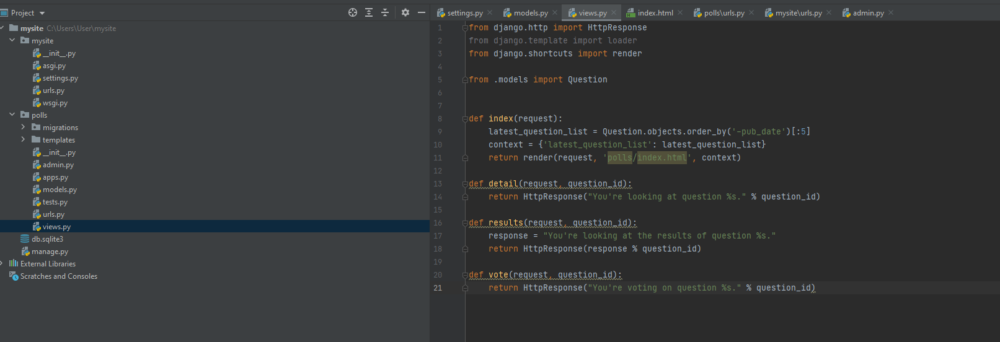 Project
mysite C:\Users\User\mysite
mysite
__init__.py
asgi.py
settings.py
urls.py
wsgi.py
polls
migrations
templates
__init__.py
admin.py
apps.py
models.py
tests.py
urls.py
views.py
db.sqlite3
manage.py
External Libraries
Scratches and Consoles
settings.py models.py views.py index.html polls\urls.py mysite\urls.py admin.py
1 from django.http import HttpResponse
2 from django.template import loader
3 from django.shortcuts import render
4
5 from .models import Question
6
7
8 def index(request):
9     latest_question_list = Question.objects.order_by('-pub_date')[:5]
10     context = {'latest_question_list': latest_question_list}
11     return render(request, 'polls/index.html', context)
12
13 def detail(request, question_id):
14     return HttpResponse("You're looking at question %s." % question_id)
15
16 def results(request, question_id):
17     response = "You're looking at the results of question %s."
18     return HttpResponse(response % question_id)
19
20 def vote(request, question_id):
21     return HttpResponse("You're voting on question %s." % question_id)